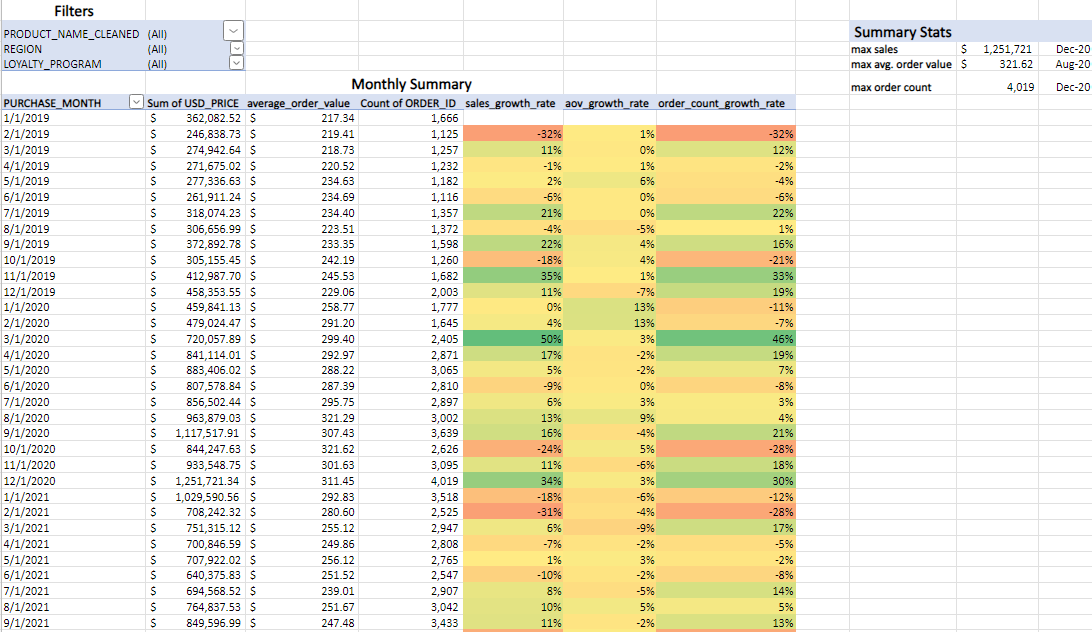 Filters
PRODUCT_NAME_CLEANED (All) Summary Stats
REGION (All) max sales $ 1,251,721 Dec-20
LOYALTY_PROGRAM (All) max avg. order value $ 321.62 Aug-20
Monthly Summary max order count 4,019 Dec-20
PURCHASE_MONTH Sum of USD_PRICE average_order_value Count of ORDER_ID sales_growth_rate aov_growth_rate order_count_growth_rate
1/1/2019 $ 362,082.52 $ 217.34 1,666
2/1/2019 $ 246,838.73 $ 219.41 1,125 -32% 1% -32%
3/1/2019 $ 274,942.64 $ 218.73 1,257 11% 0% 12%
4/1/2019 $ 271,675.02 $ 220.52 1,232 -1% 1% -2%
5/1/2019 $ 277,336.63 $ 234.63 1,182 2% 6% -4%
6/1/2019 $ 261,911.24 $ 234.69 1,116 -6% 0% -6%
7/1/2019 $ 318,074.23 $ 234.40 1,357 21% 0% 22%
8/1/2019 $ 306,656.99 $ 223.51 1,372 -4% -5% 1%
9/1/2019 $ 372,892.78 $ 233.35 1,598 22% 4% 16%
10/1/2019 $ 305,155.45 $ 242.19 1,260 -18% 4% -21%
11/1/2019 $ 412,987.70 $ 245.53 1,682 35% 1% 33%
12/1/2019 $ 458,353.55 $ 229.06 2,003 11% -7% 19%
1/1/2020 $ 459,841.13 $ 258.77 1,777 0% 13% -11%
2/1/2020 $ 479,024.47 $ 291.20 1,645 4% 13% -7%
3/1/2020 $ 720,057.89 $ 299.40 2,405 50% 3% 46%
4/1/2020 $ 841,114.01 $ 292.97 2,871 17% -2% 19%
5/1/2020 $ 883,406.02 $ 288.22 3,065 5% -2% 7%
6/1/2020 $ 807,578.84 $ 287.39 2,810 -9% 0% -8%
7/1/2020 $ 856,502.44 $ 295.75 2,897 6% 3% 3%
8/1/2020 $ 963,879.03 $ 321.29 3,002 13% 9% 4%
9/1/2020 $ 1,117,517.91 $ 307.43 3,639 16% -4% 21%
10/1/2020 $ 844,247.63 $ 321.62 2,626 -24% 5% -28%
11/1/2020 $ 933,548.75 $ 301.63 3,095 11% -6% 18%
12/1/2020 $ 1,251,721.34 $ 311.45 4,019 34% 3% 30%
1/1/2021 $ 1,029,590.56 $ 292.83 3,518 -18% -6% -12%
2/1/2021 $ 708,242.32 $ 280.60 2,525 -31% -4% -28%
3/1/2021 $ 751,315.12 $ 255.12 2,947 6% -9% 17%
4/1/2021 $ 700,846.59 $ 249.86 2,808 -7% -2% -5%
5/1/2021 $ 707,922.02 $ 256.12 2,765 1% 3% -2%
6/1/2021 $ 640,375.83 $ 251.52 2,547 -10% -2% -8%
7/1/2021 $ 694,568.52 $ 239.01 2,907 8% -5% 14%
8/1/2021 $ 764,837.53 $ 251.67 3,042 10% 5% 5%
9/1/2021 $ 849,596.99 $ 247.48 3,433 11% -2% 13%